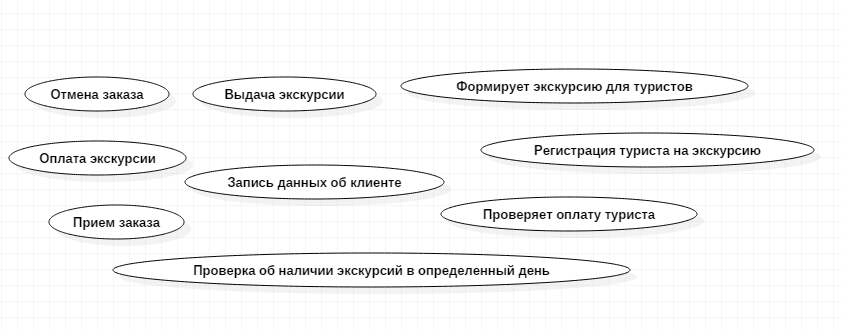 Отмена заказа
Выдача экскурсии
Формирует экскурсию для туристов
Оплата экскурсии
Регистрация туриста на экскурсию
Запись данных об клиенте
Прием заказа
Проверяет оплату туриста
Проверка об наличии экскурсий в определенный день